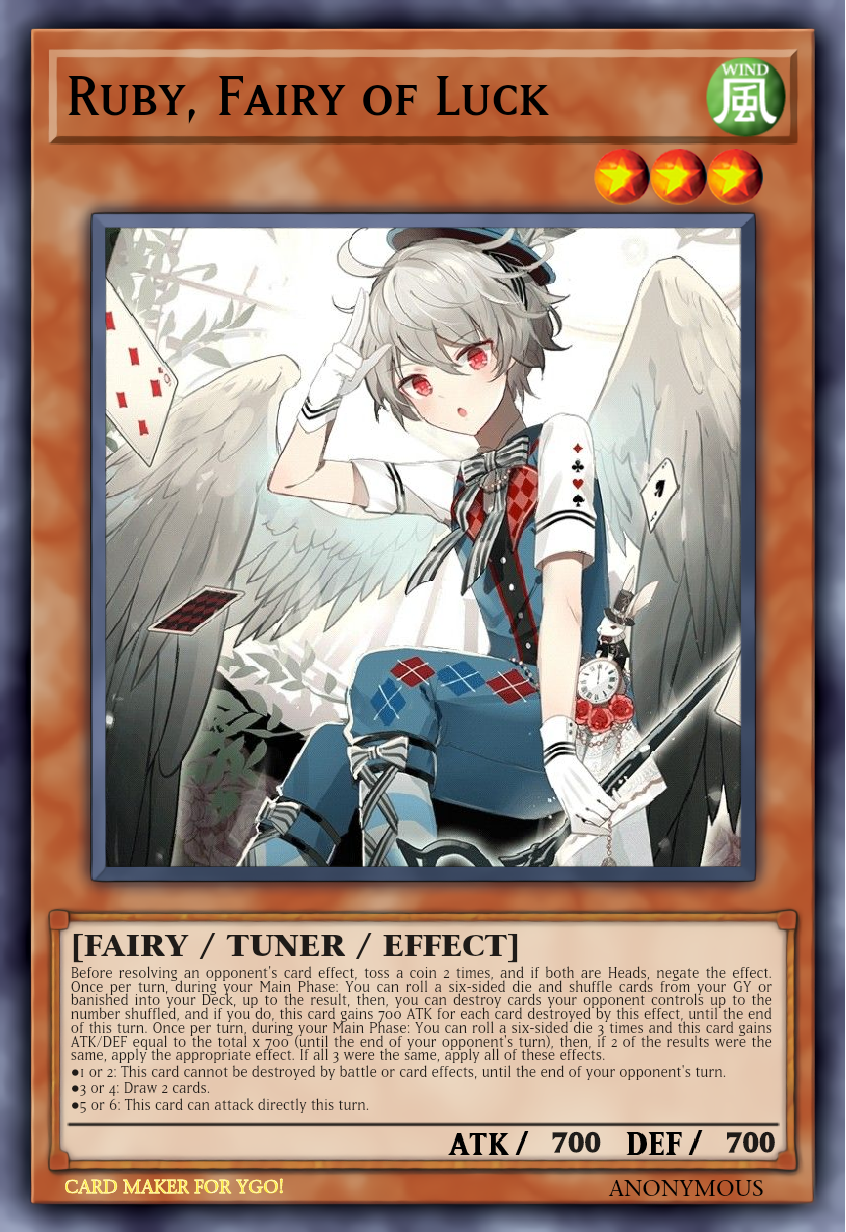 Ruby, Fairy of Luck
WIND
風
[FAIRY / TUNER / EFFECT]
Before resolving an opponent's card effect, toss a coin 2 times, and if both are Heads, negate the effect.
Once per turn, during your Main Phase: You can roll a six-sided die and shuffle cards from your GY or
banished into your Deck, up to the result, then, you can destroy cards your opponent controls up to the
number shuffled, and if you do, this card gains 700 ATK for each card destroyed by this effect, until the end
of this turn. Once per turn, during your Main Phase: You can roll a six-sided die 3 times and this card gains
ATK/DEF equal to the total x 700 (until the end of your opponent's turn), then, if 2 of the results were the
same, apply the appropriate effect. If all 3 were the same, apply all of these effects.
●1 or 2: This card cannot be destroyed by battle or card effects, until the end of your opponent's turn.
●3 or 4: Draw 2 cards.
●5 or 6: This card can attack directly this turn.
ATK / 700 DEF / 700
CARD MAKER FOR YGO! ANONYMOUS